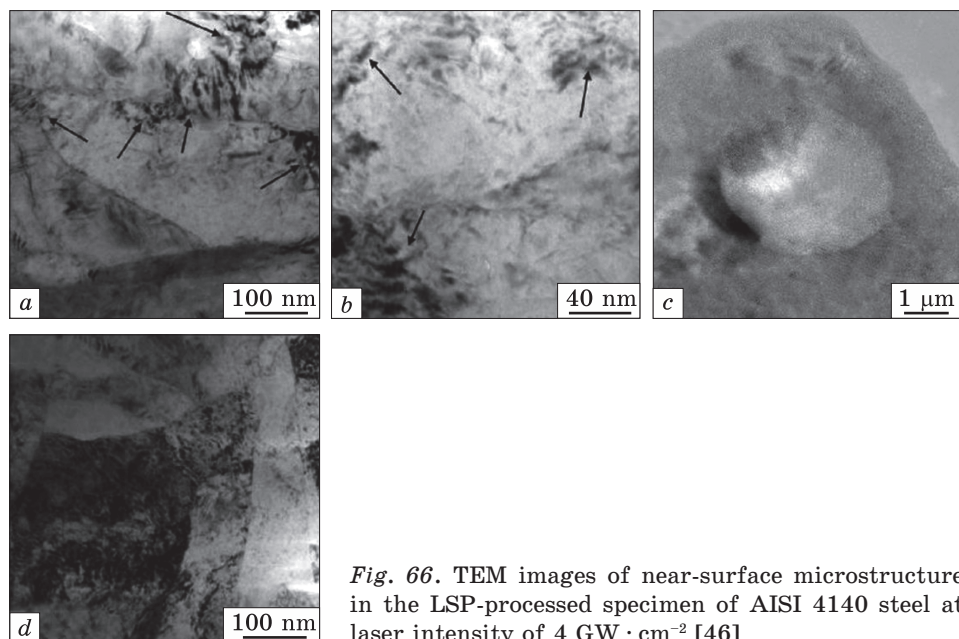 a
100 nm
b
40 nm
c
1 μm
d
100 nm
Fig. 66. TEM images of near-surface microstructure
in the LSP-processed specimen of AISI 4140 steel at
laser intensity of 4 GW · cm⁻² [46]